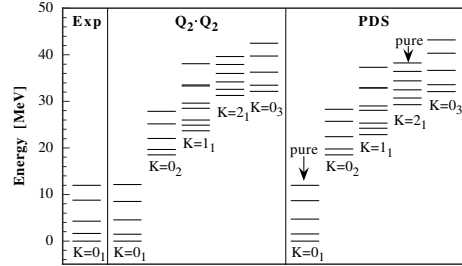 Exp
Q₂·Q₂
PDS
50
40
30
20
10
0
Energy [MeV]
K=0₁
K=0₁
K=0₂
K=1₁
K=2₁
K=0₃
pure
K=0₁
K=0₂
K=1₁
pure
K=2₁
K=0₃